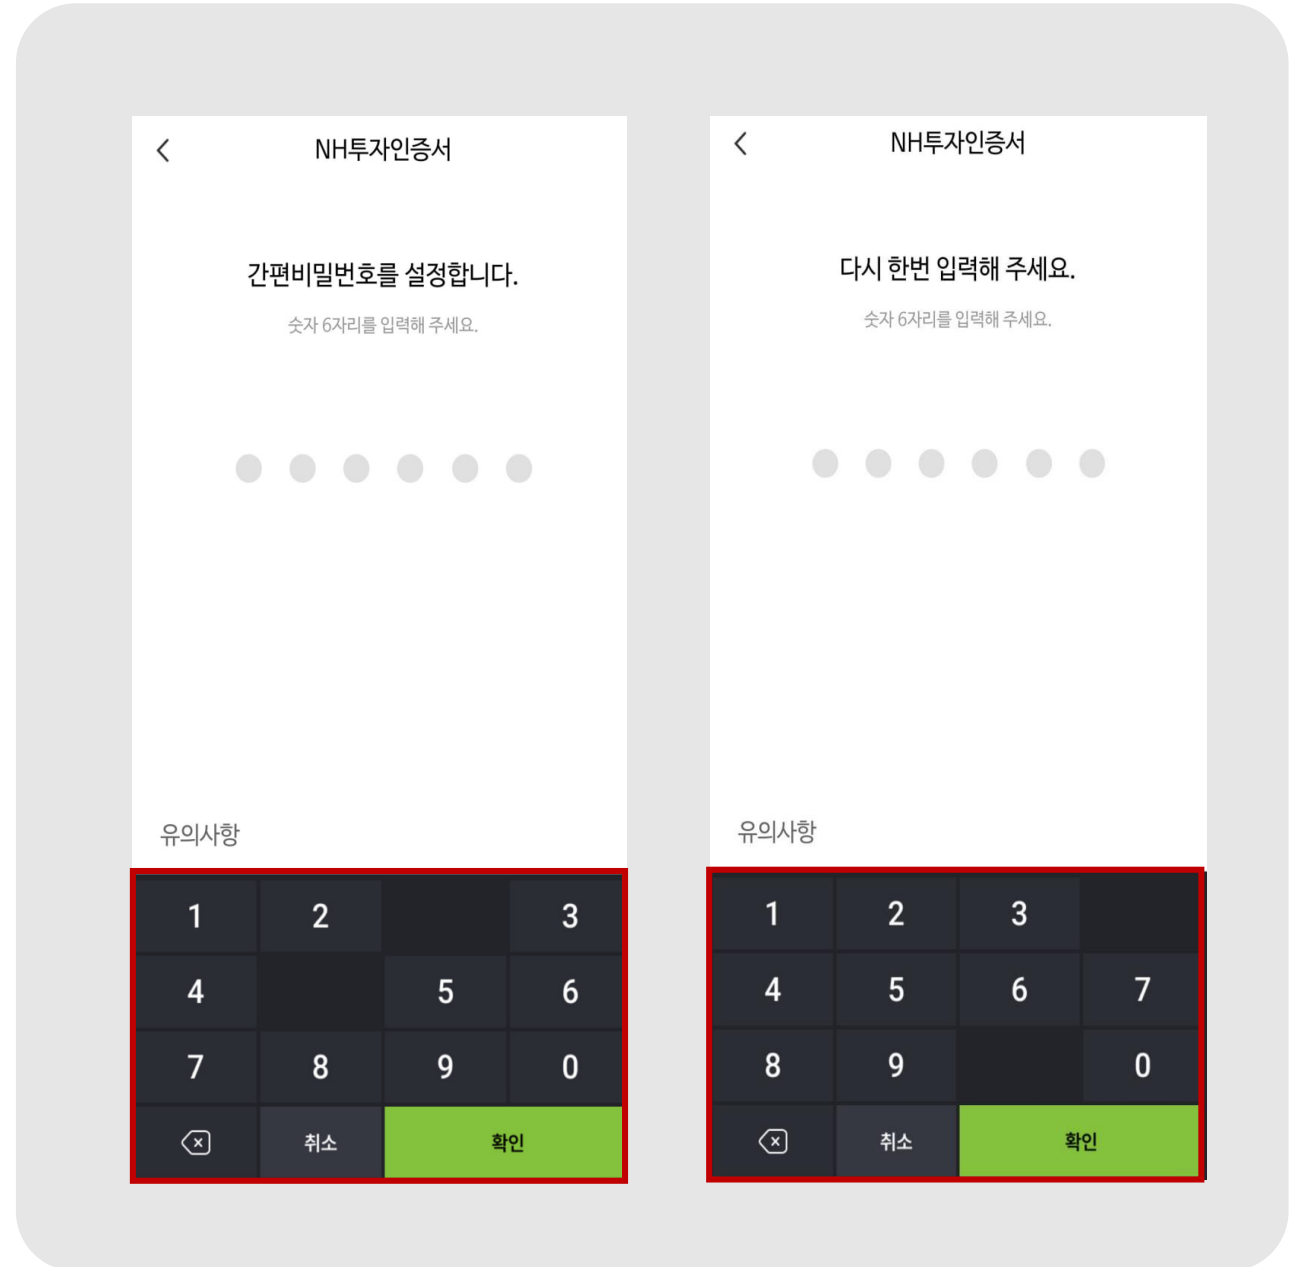 NH투자인증서
간편비밀번호를 설정합니다.
숫자 6자리를 입력해 주세요.
유의사항
1 2 3
4 5 6
7 8 9 0
취소 확인
NH투자인증서
다시 한번 입력해 주세요.
숫자 6자리를 입력해 주세요.
유의사항
1 2 3
4 5 6 7
8 9 0
취소 확인